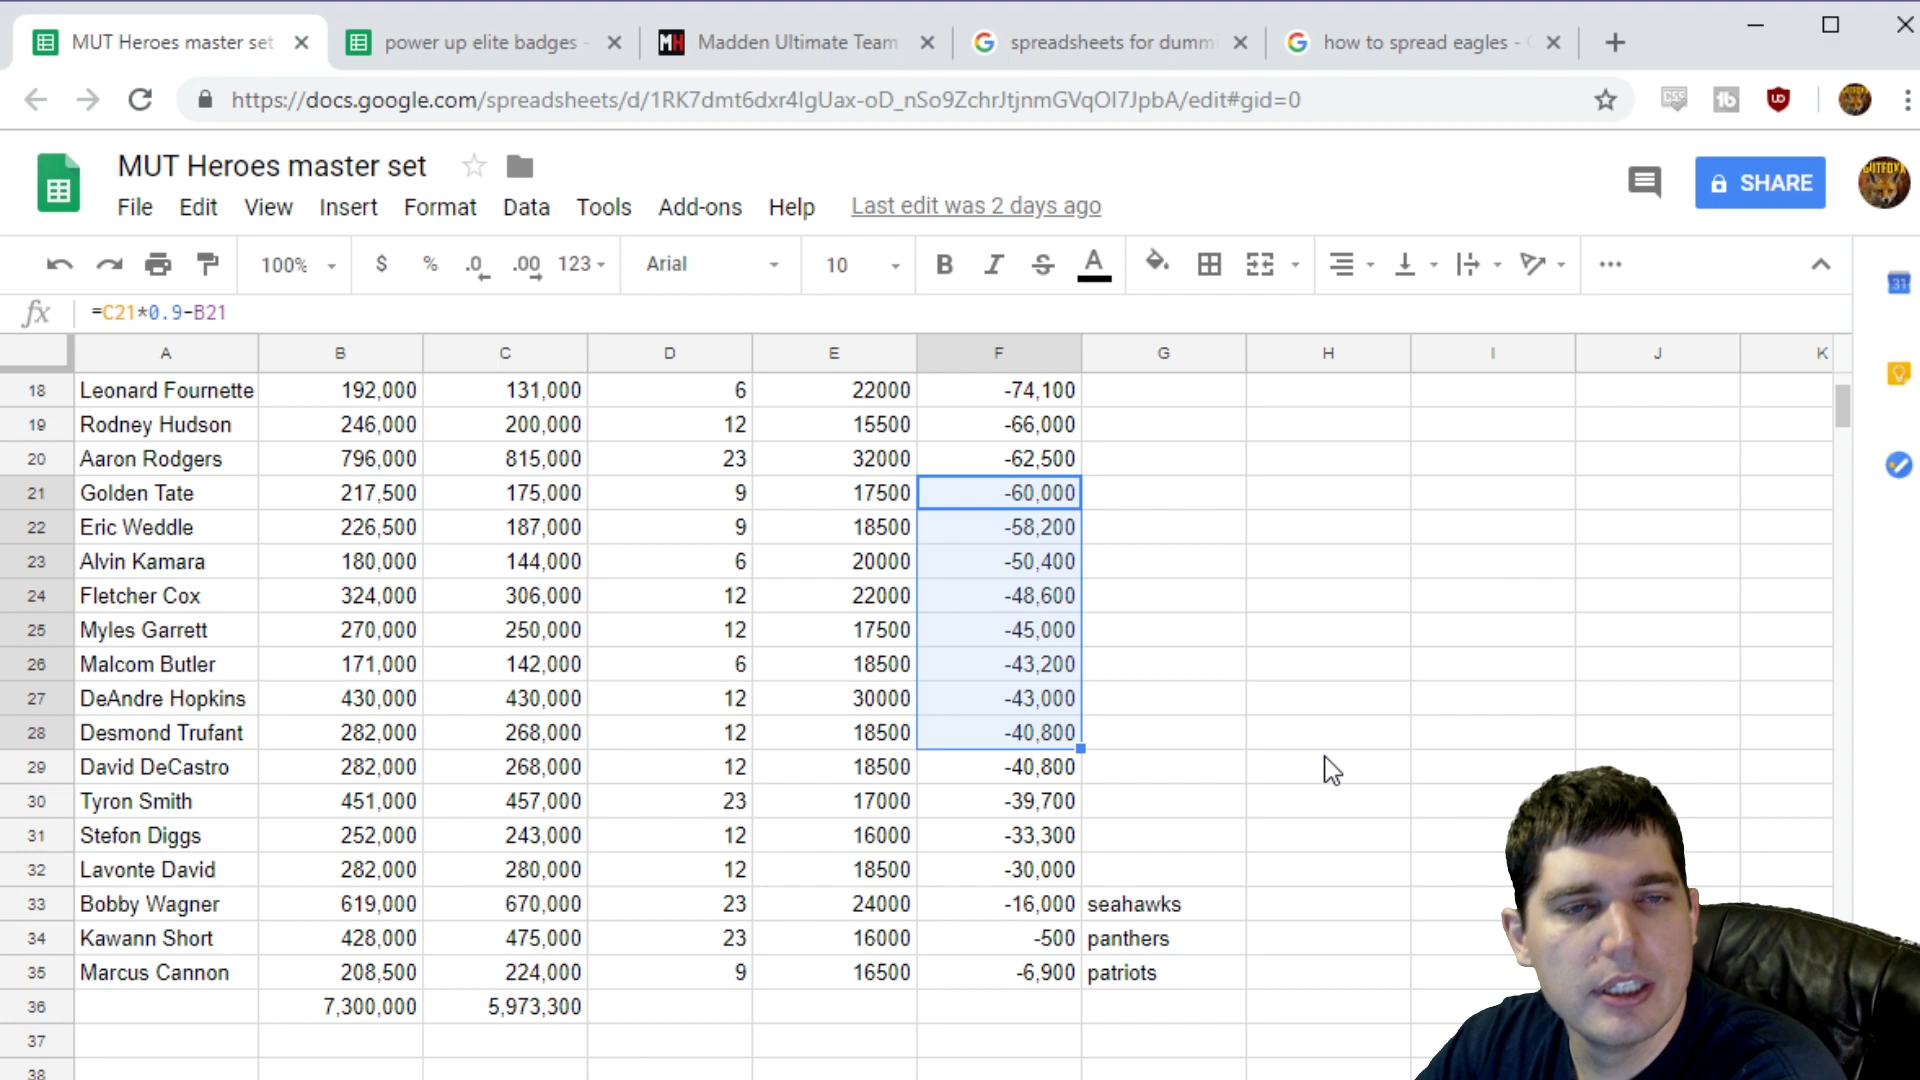 MUT Heroes master set
power up elite badges -
Madden Ultimate Team
spreadsheets for dummi
how to spread eagles -
https://docs.google.com/spreadsheets/d/1RK7dmt6dxr4IgUax-oD_nSo9ZchrJtjnmGVqOl7JpbA/edit#gid=0
MUT Heroes master set
SHARE
File Edit View Insert Format Data Tools Add-ons Help Last edit was 2 days ago
100% $ % .0 .00 123 Arial 10 B I S A
fx =C21*0.9-B21
A B C D E F G H I J K
18 Leonard Fournette 192,000 131,000 6 22000 -74,100
19 Rodney Hudson 246,000 200,000 12 15500 -66,000
20 Aaron Rodgers 796,000 815,000 23 32000 -62,500
21 Golden Tate 217,500 175,000 9 17500 -60,000
22 Eric Weddle 226,500 187,000 9 18500 -58,200
23 Alvin Kamara 180,000 144,000 6 20000 -50,400
24 Fletcher Cox 324,000 306,000 12 22000 -48,600
25 Myles Garrett 270,000 250,000 12 17500 -45,000
26 Malcom Butler 171,000 142,000 6 18500 -43,200
27 DeAndre Hopkins 430,000 430,000 12 30000 -43,000
28 Desmond Trufant 282,000 268,000 12 18500 -40,800
29 David DeCastro 282,000 268,000 12 18500 -40,800
30 Tyron Smith 451,000 457,000 23 17000 -39,700
31 Stefon Diggs 252,000 243,000 12 16000 -33,300
32 Lavonte David 282,000 280,000 12 18500 -30,000
33 Bobby Wagner 619,000 670,000 23 24000 -16,000 seahawks
34 Kawann Short 428,000 475,000 23 16000 -500 panthers
35 Marcus Cannon 208,500 224,000 9 16500 -6,900 patriots
36 7,300,000 5,973,300
37
38